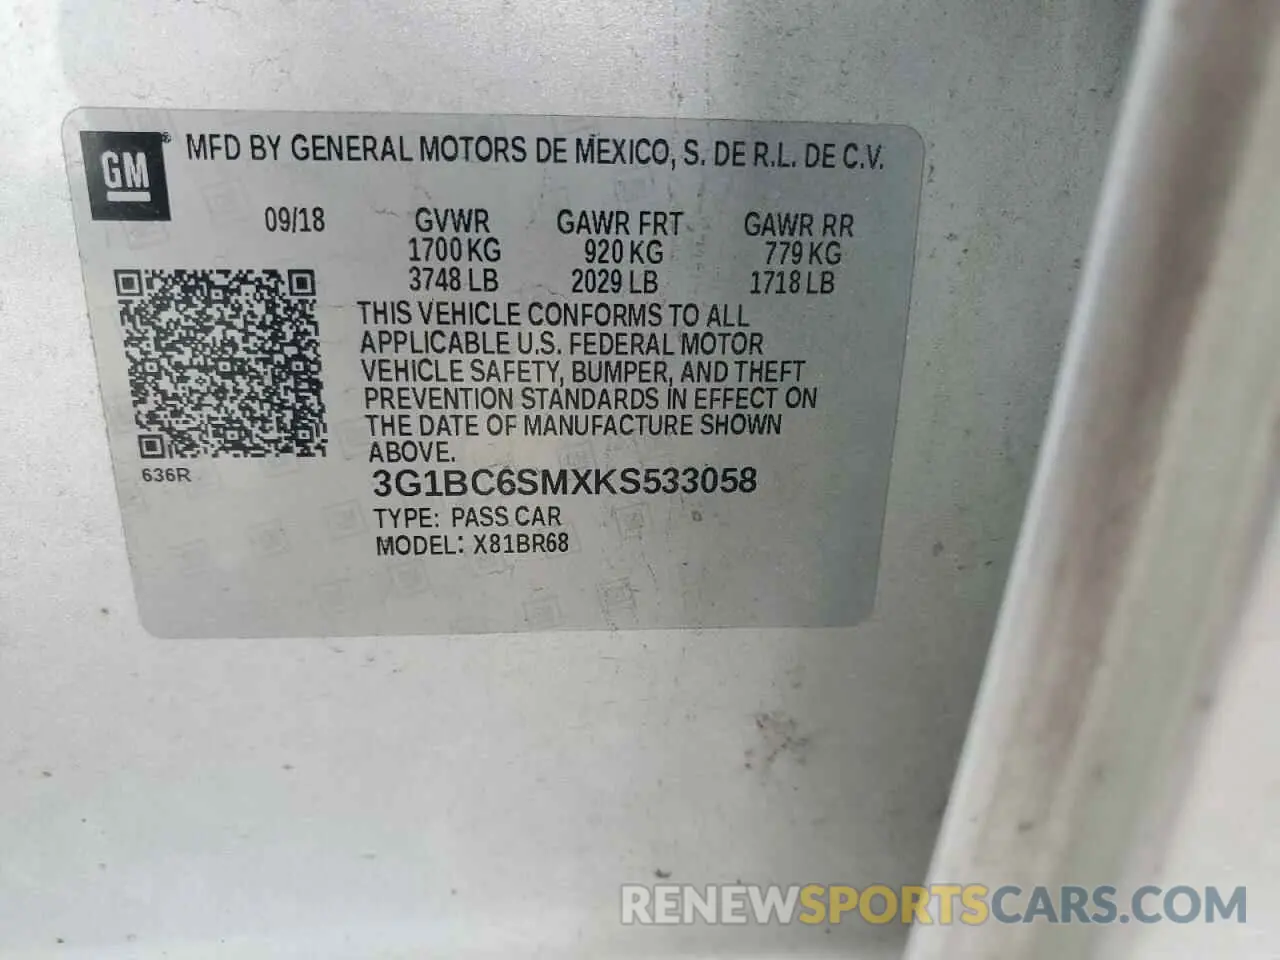 GM ® MFD BY GENERAL MOTORS DE MEXICO, S. DE R.L. DE C.V.
09/18 GVWR GAWR FRT GAWR RR
1700 KG 920 KG 779 KG
3748 LB 2029 LB 1718 LB
THIS VEHICLE CONFORMS TO ALL
APPLICABLE U.S. FEDERAL MOTOR
VEHICLE SAFETY, BUMPER, AND THEFT
PREVENTION STANDARDS IN EFFECT ON
THE DATE OF MANUFACTURE SHOWN
ABOVE.
636R
3G1BC6SMXKS533058
TYPE: PASS CAR
MODEL: X81BR68
RENEWSPORTSCARS.COM